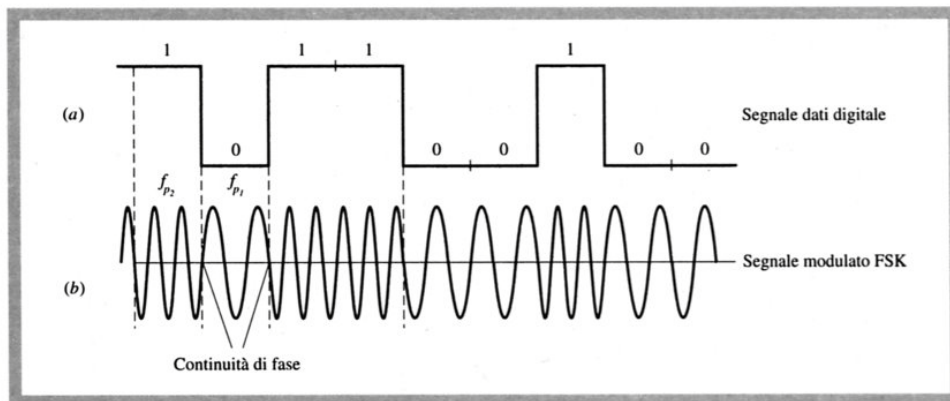 1 1 1 1
(a) Segnale dati digitale
0 0 0 0 0
f_{p_2} f_{p_1}
Segnale modulato FSK
(b)
Continuità di fase